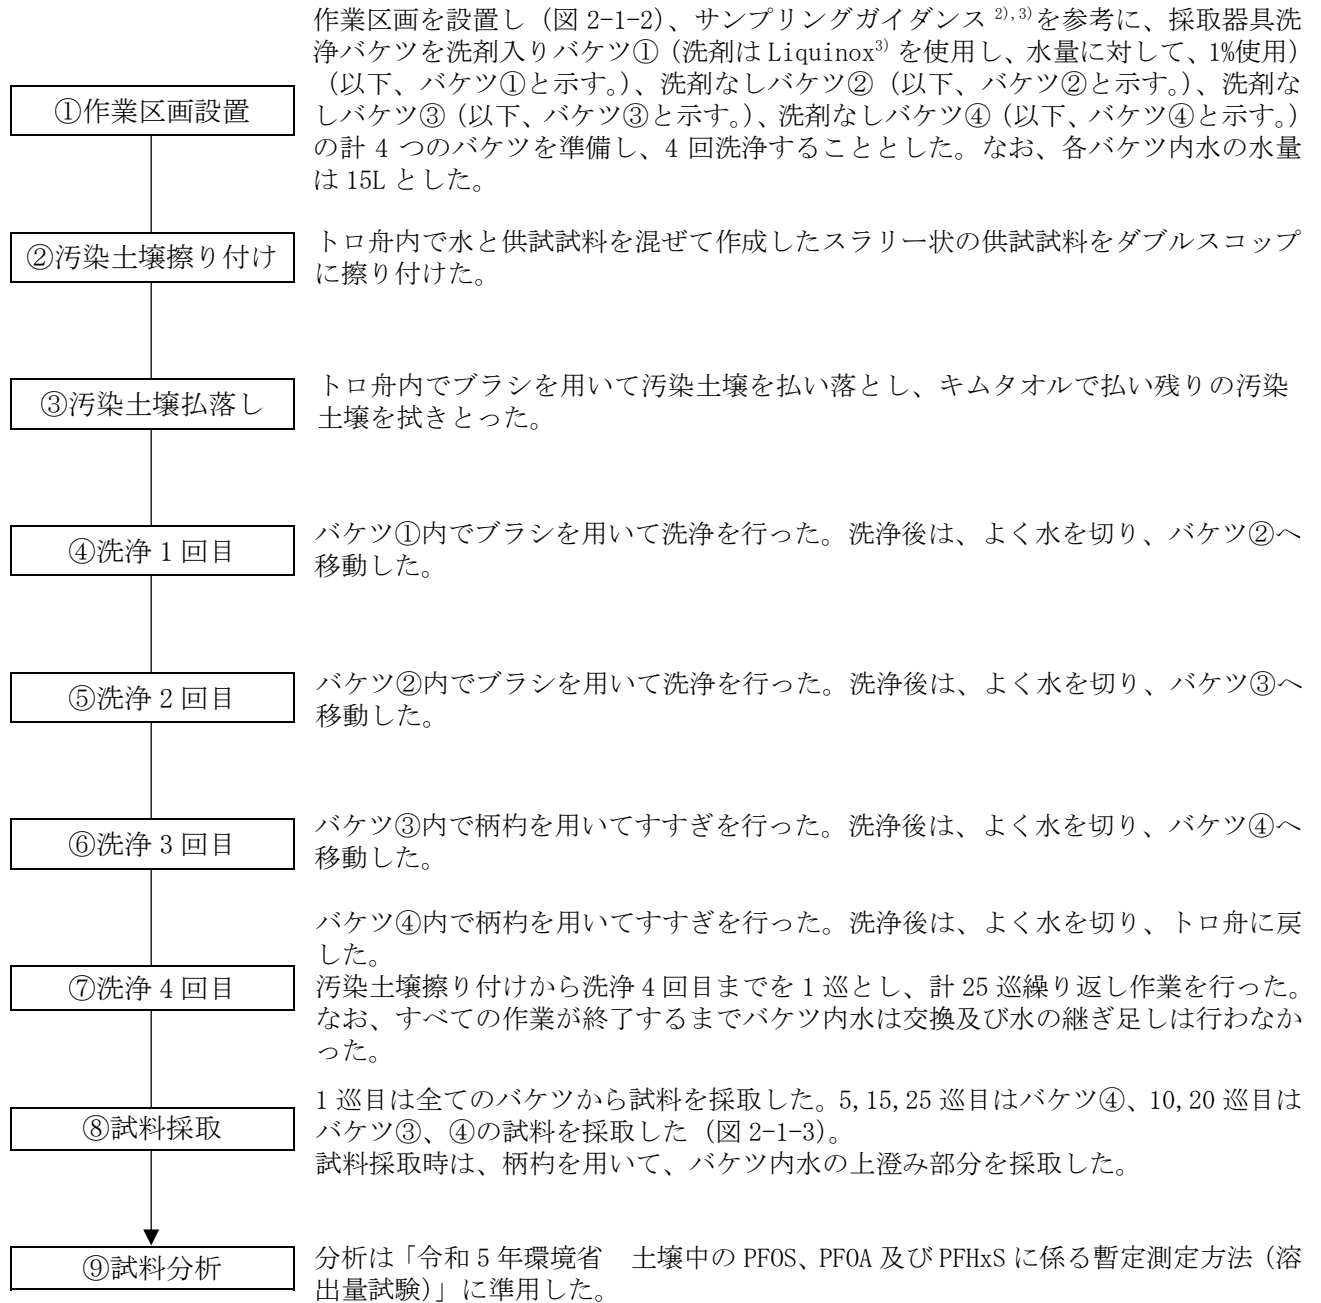 ①作業区画設置
作業区画を設置し（図 2-1-2）、サンプリングガイダンス 2),3)を参考に、採取器具洗
浄バケツを洗剤入りバケツ①（洗剤は Liquinox3) を使用し、水量に対して、1%使用）
（以下、バケツ①と示す。）、洗剤なしバケツ②（以下、バケツ②と示す。）、洗剤な
しバケツ③（以下、バケツ③と示す。）、洗剤なしバケツ④（以下、バケツ④と示す。）
の計 4 つのバケツを準備し、4 回洗浄することとした。なお、各バケツ内水の水量
は 15L とした。
②汚染土壌擦り付け
トロ舟内で水と供試試料を混ぜて作成したスラリー状の供試試料をダブルスコップ
に擦り付けた。
③汚染土壌払落し
トロ舟内でブラシを用いて汚染土壌を払い落とし、キムタオルで払い残りの汚染
土壌を拭きとった。
④洗浄 1 回目
バケツ①内でブラシを用いて洗浄を行った。洗浄後は、よく水を切り、バケツ②へ
移動した。
⑤洗浄 2 回目
バケツ②内でブラシを用いて洗浄を行った。洗浄後は、よく水を切り、バケツ③へ
移動した。
⑥洗浄 3 回目
バケツ③内で柄杓を用いてすすぎを行った。洗浄後は、よく水を切り、バケツ④へ
移動した。
⑦洗浄 4 回目
バケツ④内で柄杓を用いてすすぎを行った。洗浄後は、よく水を切り、トロ舟に戻
した。
汚染土壌擦り付けから洗浄 4 回目までを 1 巡とし、計 25 巡繰り返し作業を行った。
なお、すべての作業が終了するまでバケツ内水は交換及び水の継ぎ足しは行わなか
った。
⑧試料採取
1 巡目は全てのバケツから試料を採取した。5,15,25 巡目はバケツ④、10,20 巡目は
バケツ③、④の試料を採取した（図 2-1-3）。
試料採取時は、柄杓を用いて、バケツ内水の上澄み部分を採取した。
⑨試料分析
分析は「令和 5 年環境省　土壌中の PFOS、PFOA 及び PFHxS に係る暫定測定方法（溶
出量試験）」に準用した。